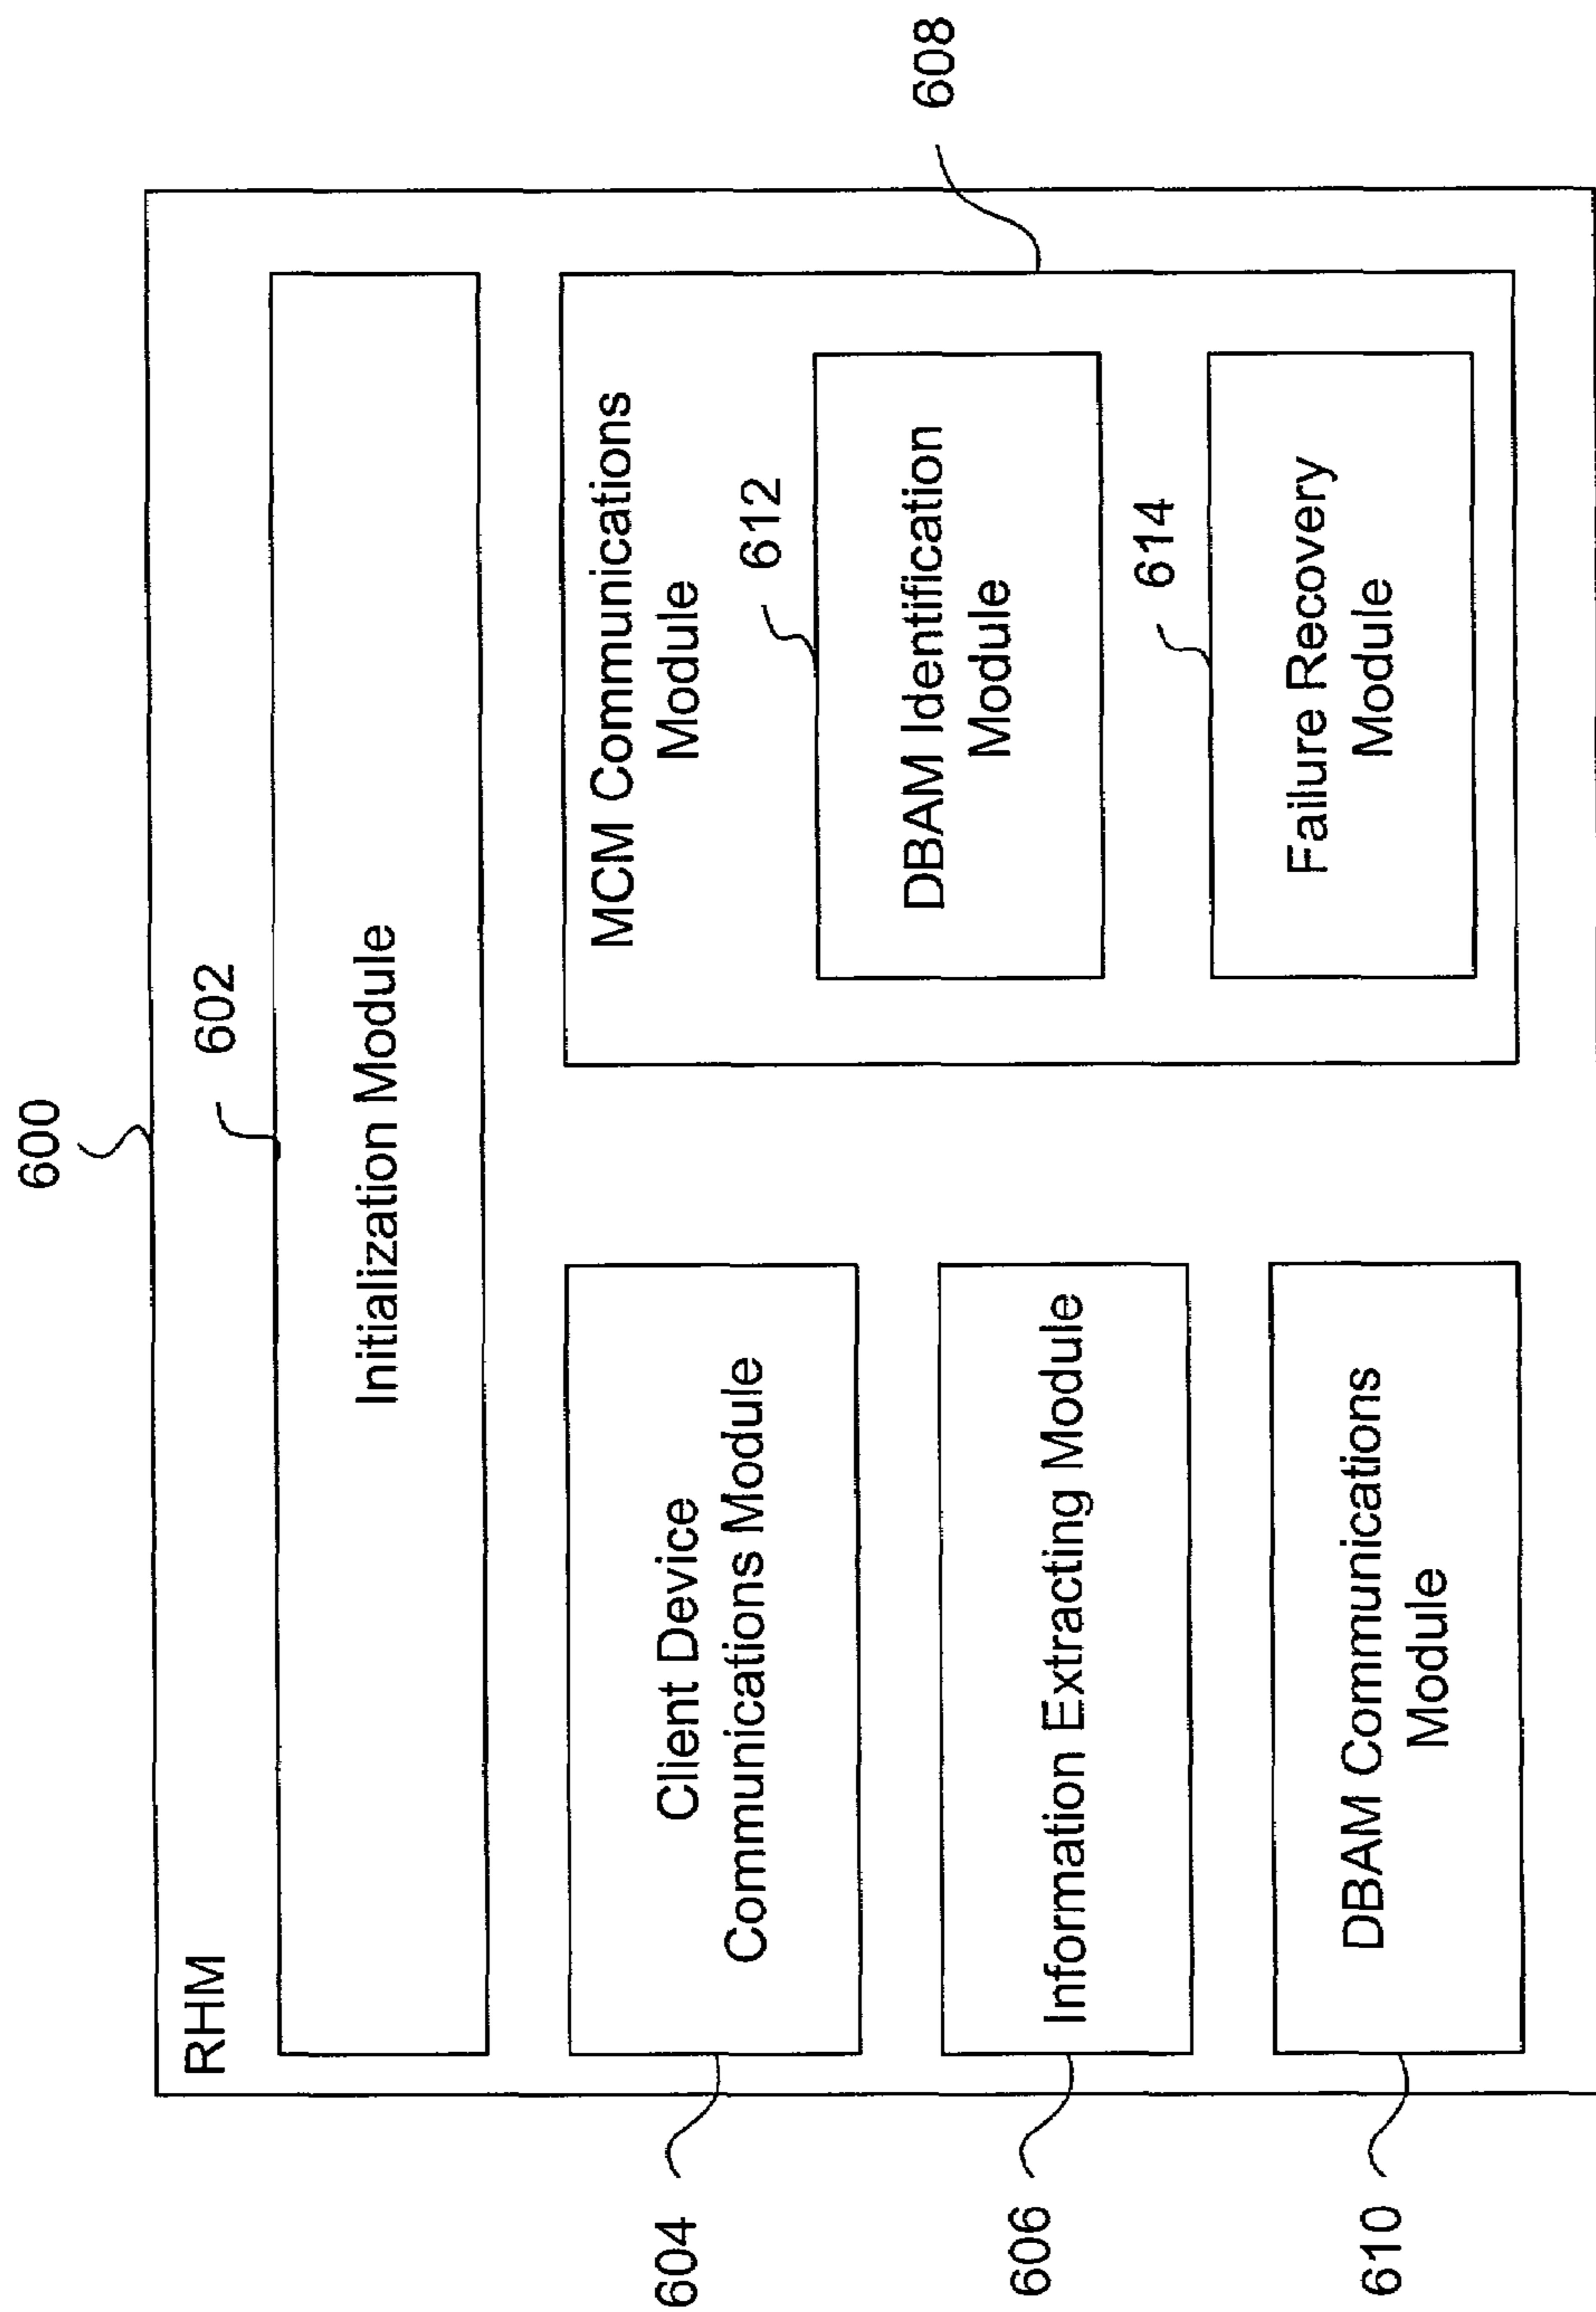 600
RHM
602
Initialization Module
604
Client Device
Communications Module
606
Information Extracting Module
610
DBAM Communications
Module
608
MCM Communications
Module
612
DBAM Identification
Module
614
Failure Recovery
Module